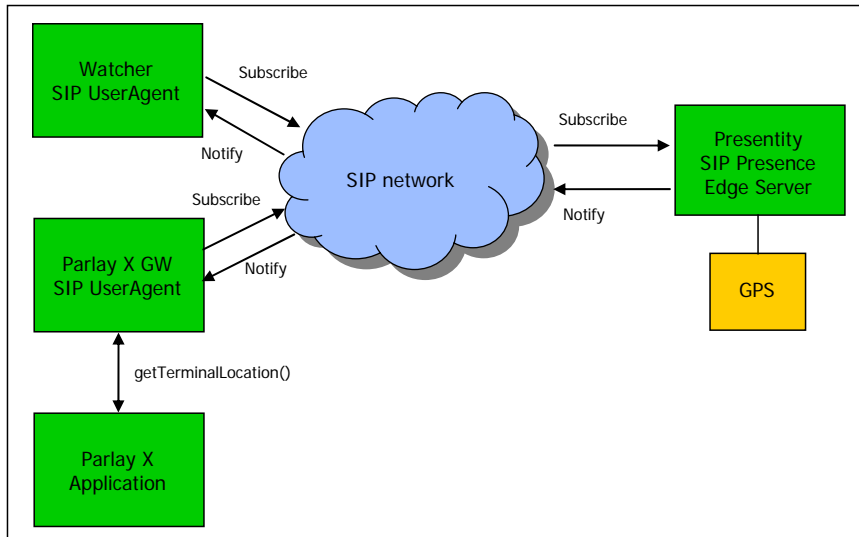 Watcher
SIP UserAgent
Subscribe
Notify
SIP network
Subscribe
Notify
Presentity
SIP Presence
Edge Server
GPS
Subscribe
Notify
Parlay X GW
SIP UserAgent
getTerminalLocation()
Parlay X
Application